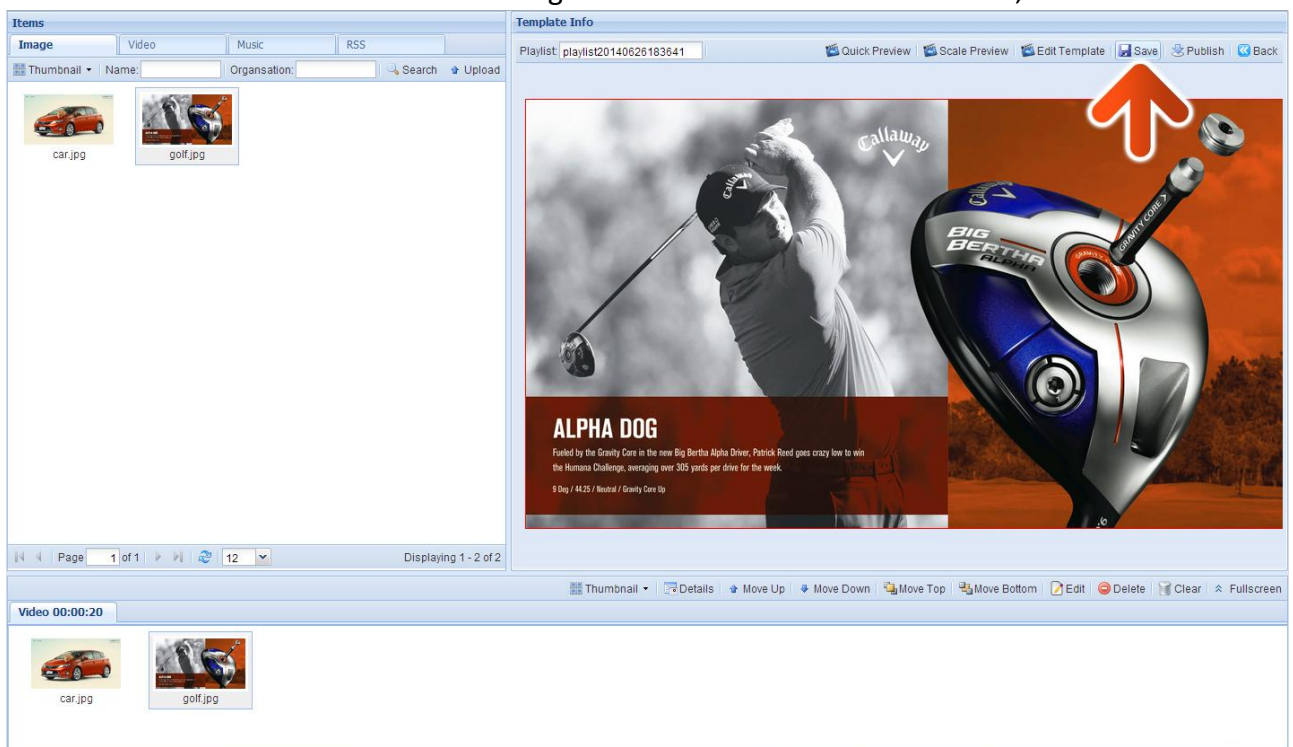 Items
Image Video Music RSS
Thumbnail Name: Organsation: Search Upload
car.jpg golf.jpg
Page 1 of 1 12 Displaying 1 - 2 of 2
Template Info
Playlist: playlist20140626183641 Quick Preview Scale Preview Edit Template Save Publish Back
Callaway
Callaway
Callaway
BIG
BERTHA
ALPHA
GRAVITY CORE
GRAVITY CORE
ALPHA DOG
Fueled by the Gravity Core in the new Big Bertha Alpha Driver, Patrick Reed goes crazy low to win
the Humana Challenge, averaging over 305 yards per drive for the week.
9 Deg / 44.25 / Neutral / Gravity Core Up
Thumbnail Details Move Up Move Down Move Top Move Bottom Edit Delete Clear Fullscreen
Video 00:00:20
car.jpg golf.jpg